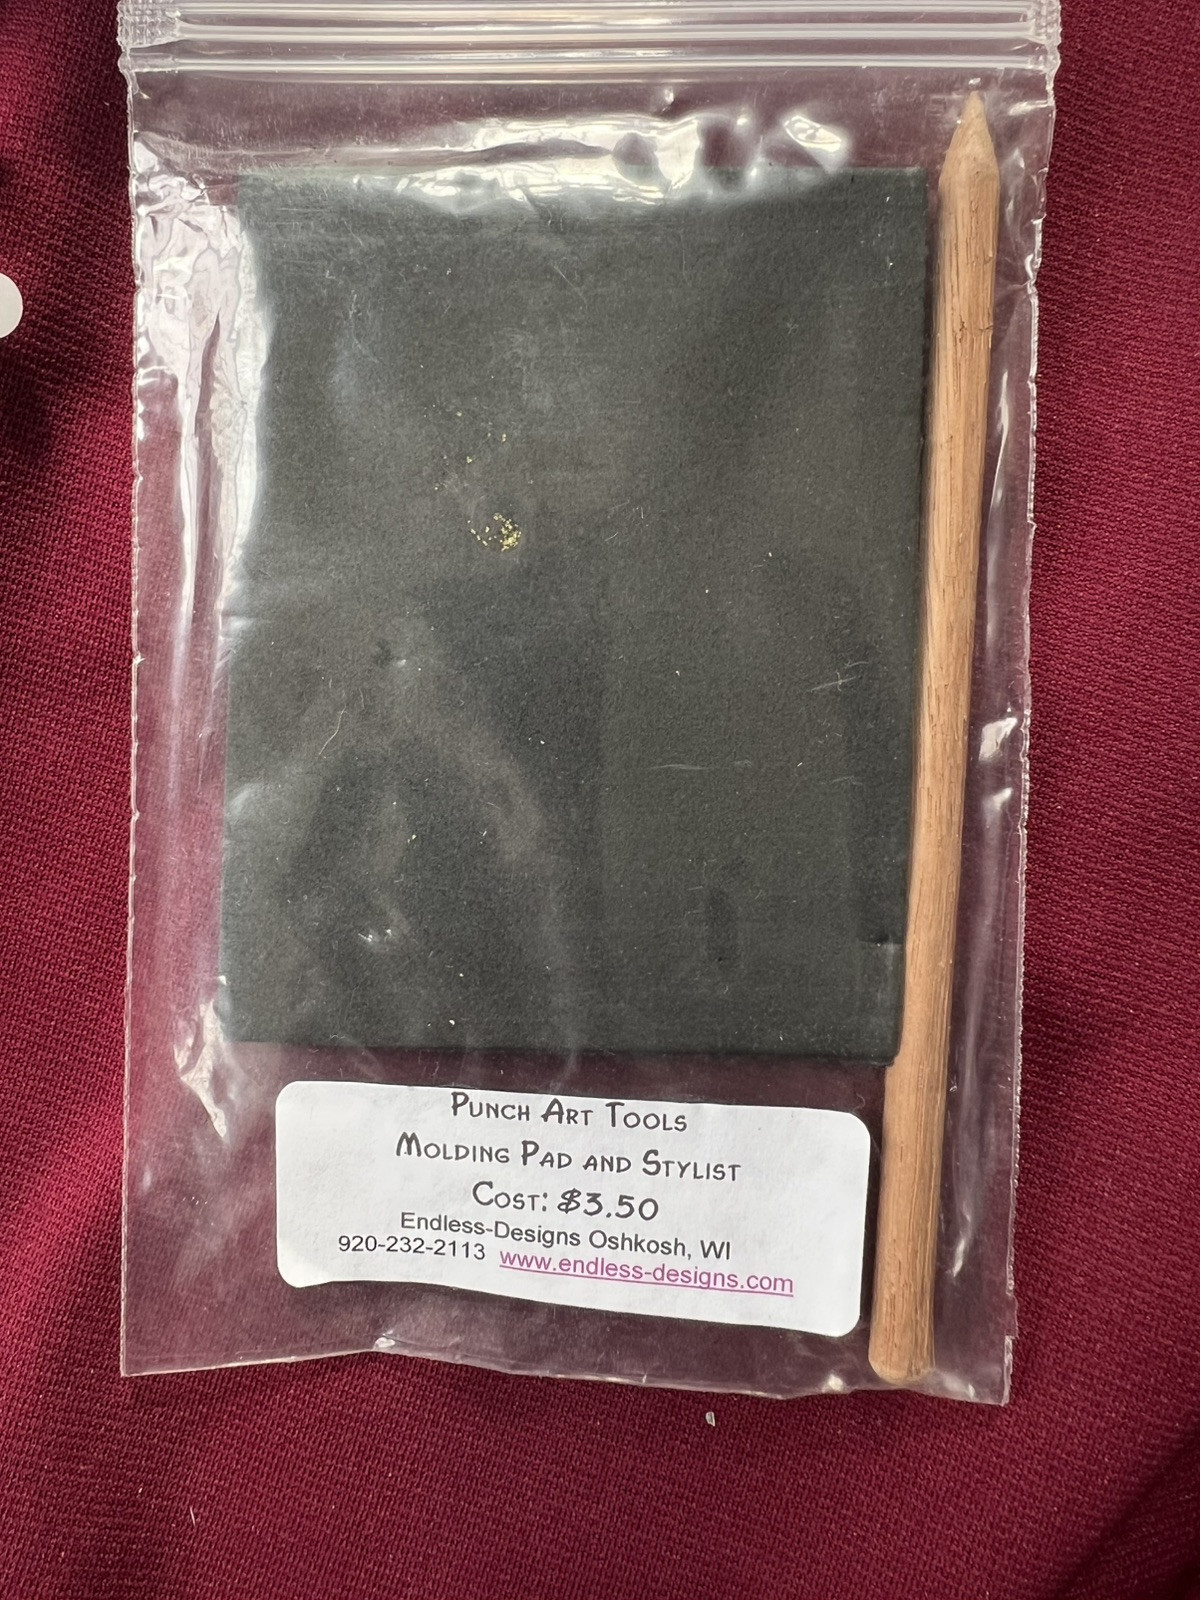 Punch Art Tools
Molding Pad and Stylist
Cost: $3.50
Endless-Designs Oshkosh, WI
920-232-2113 www.endless-designs.com